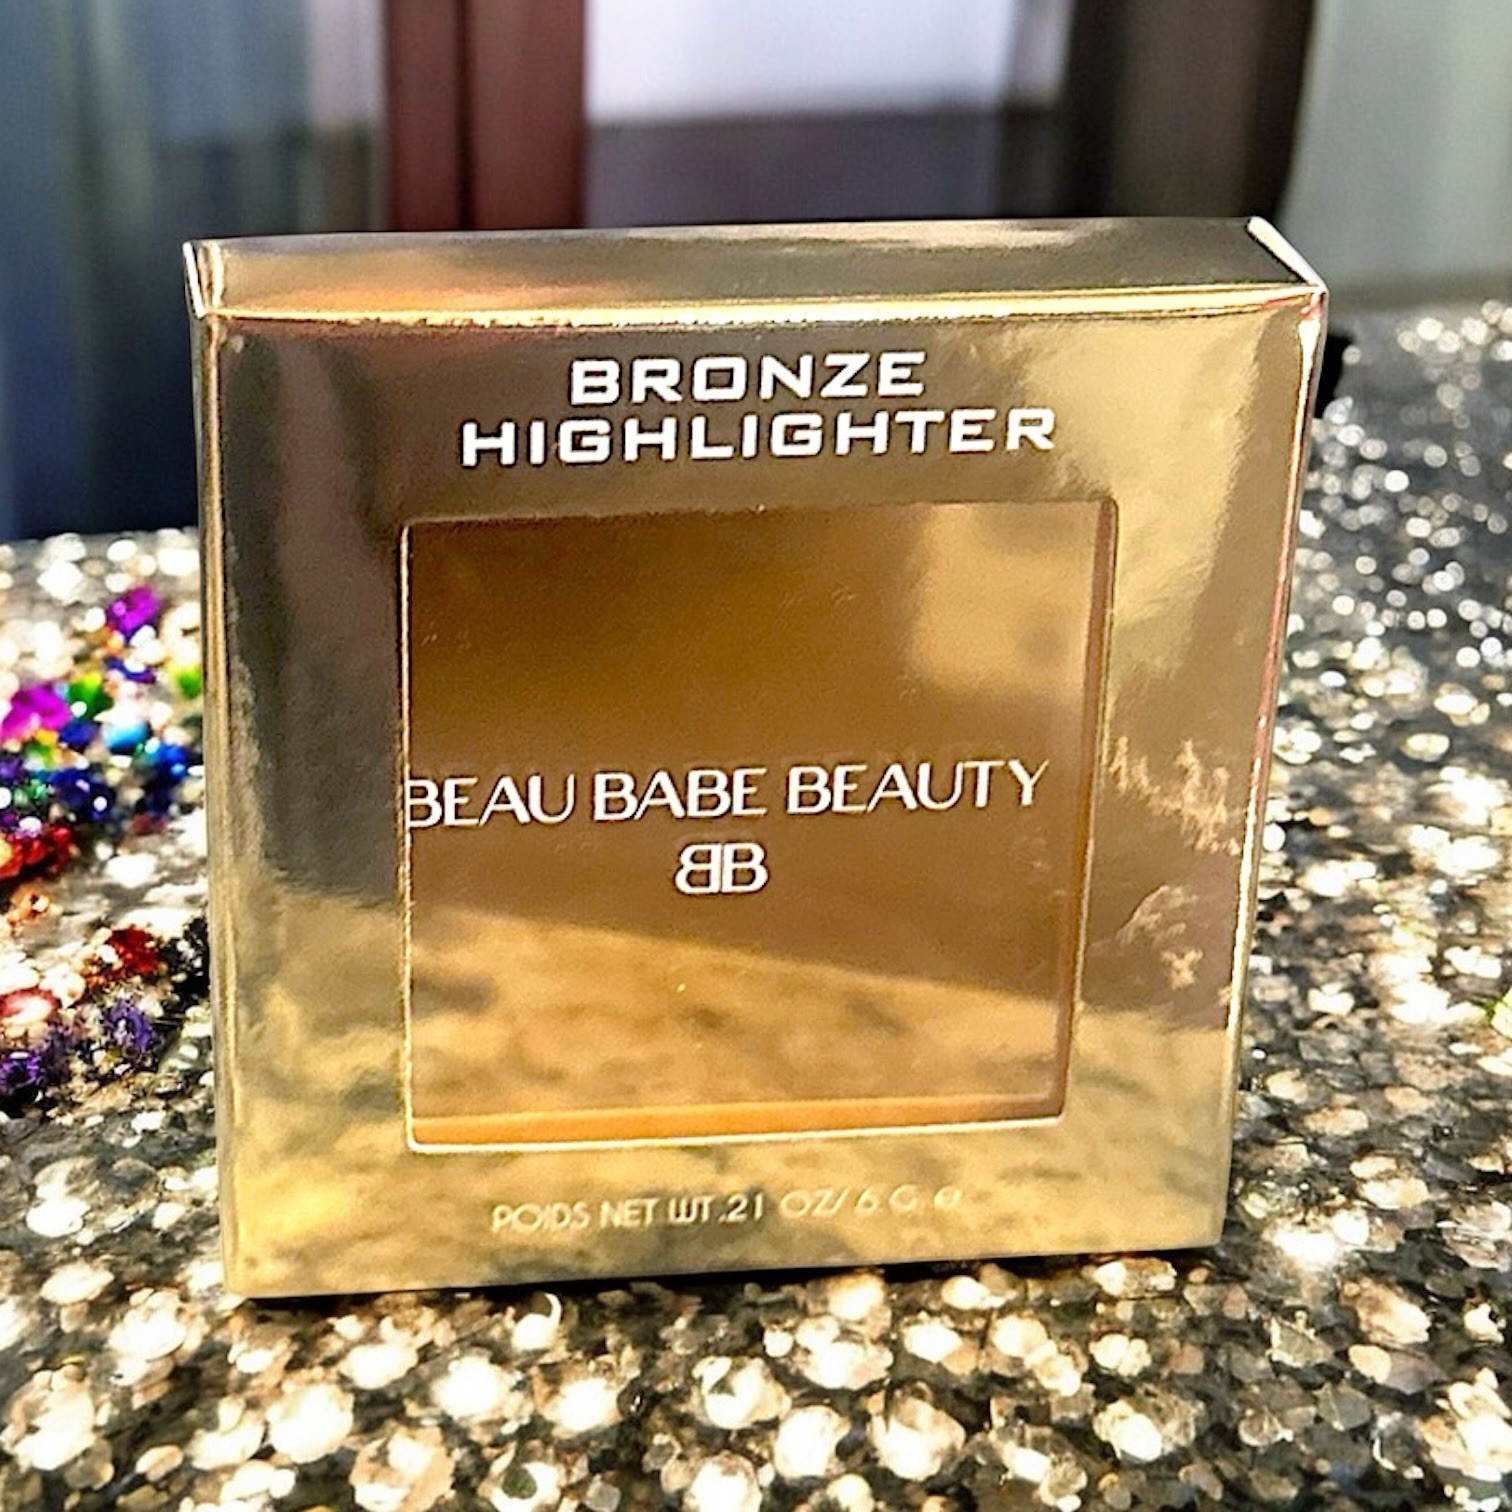 BRONZE
HIGHLIGHTER
BEAU BABE BEAUTY
BB
POIDS NET WT .21 OZ/ 6 G. e